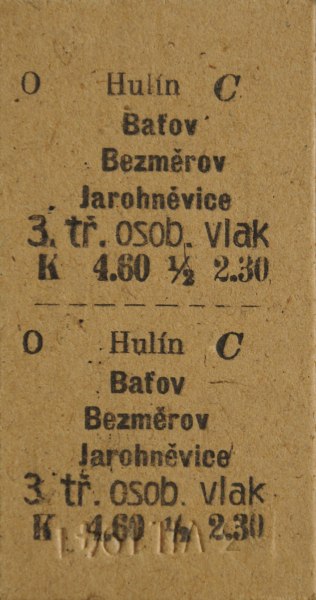 O Hulín C
Baťov
Bezměrov
Jarohněvice
3. tř. osob. vlak
K 4.60 ½ 2.30
O Hulín C
Baťov
Bezměrov
Jarohněvice
3. tř. osob. vlak
K 4.60 ½ 2.30